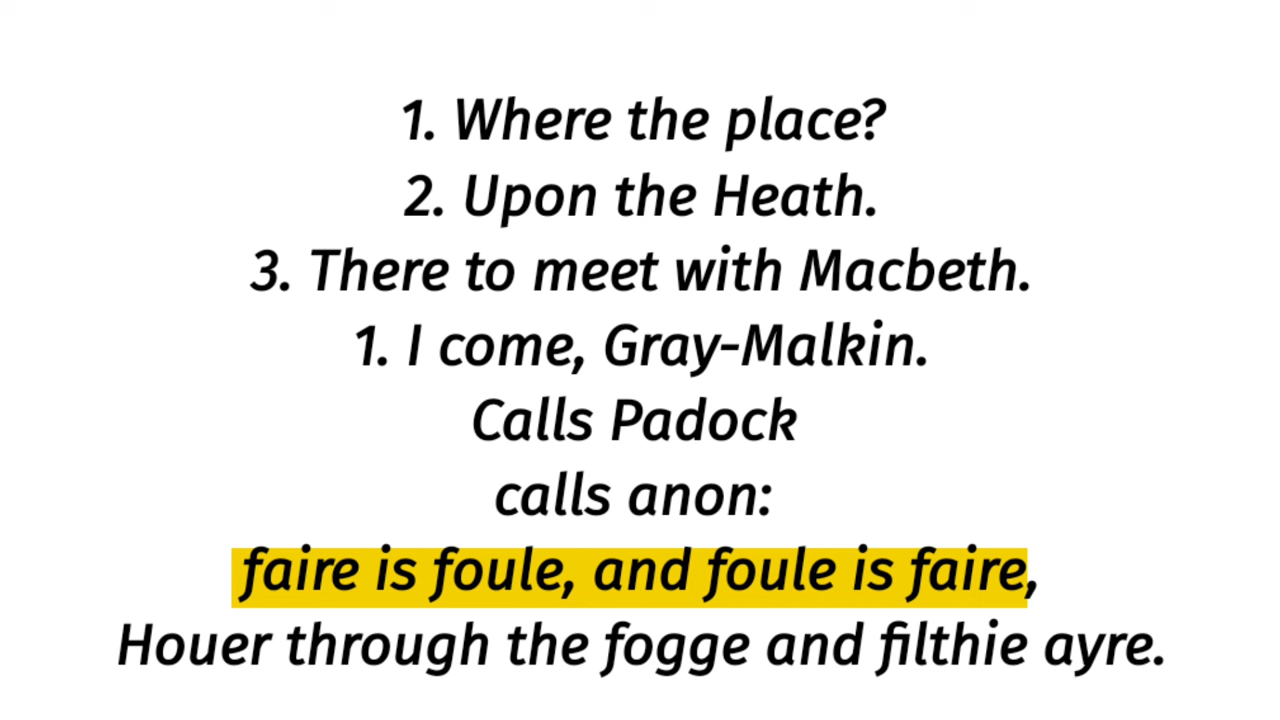 1. Where the place?
2. Upon the Heath.
3. There to meet with Macbeth.
1. I come, Gray-Malkin.
Calls Padock
calls anon:
faire is foule, and foule is faire,
Houer through the fogge and filthie ayre.